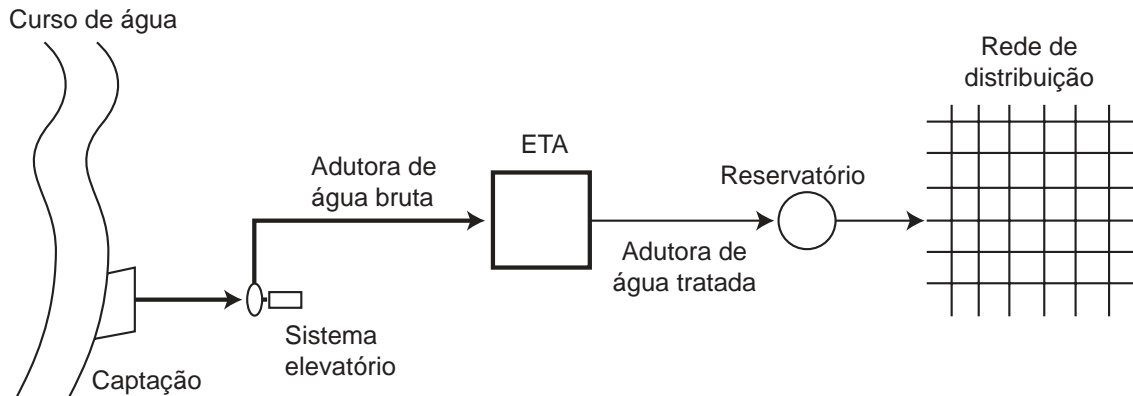 Curso de água
Rede de
distribuição
ETA
Adutora de
água bruta
Reservatório
Adutora de
água tratada
Sistema
elevatório
Captação